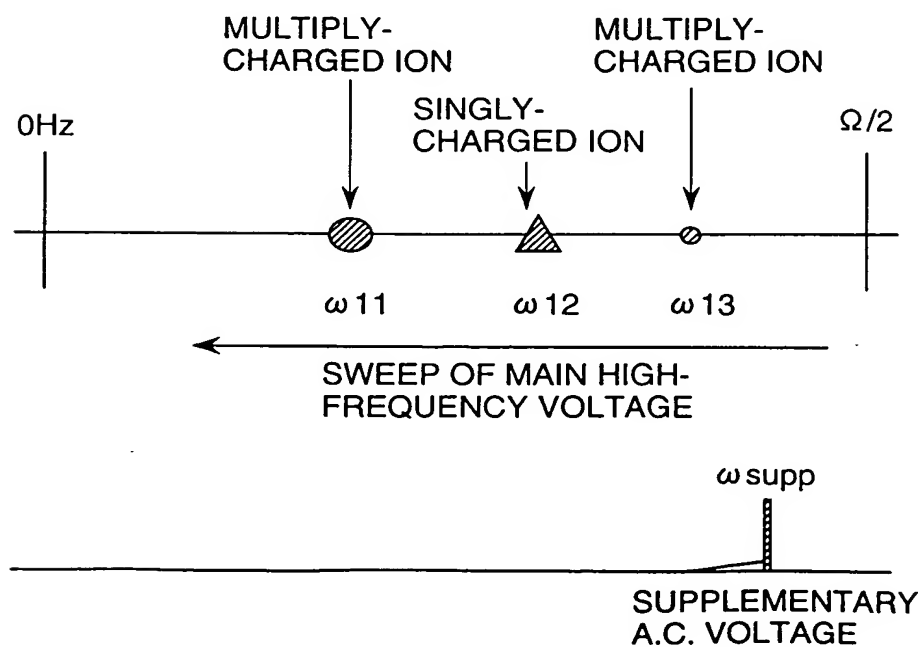 MULTIPLY-
CHARGED ION
MULTIPLY-
CHARGED ION
SINGLY-
CHARGED ION
0Hz
Ω/2
ω11
ω12
ω13
SWEEP OF MAIN HIGH-
FREQUENCY VOLTAGE
ω supp
SUPPLEMENTARY
A.C. VOLTAGE